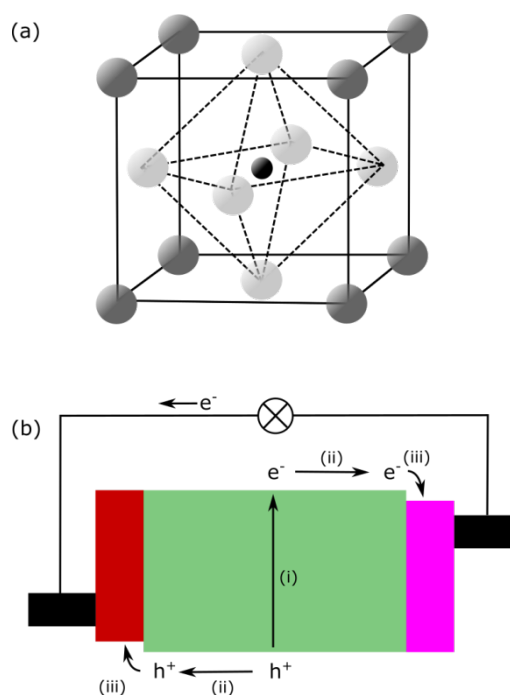 (a)
(b)
e⁻
e⁻ (ii) e⁻ (iii)
(i)
(iii) h⁺ (ii) h⁺